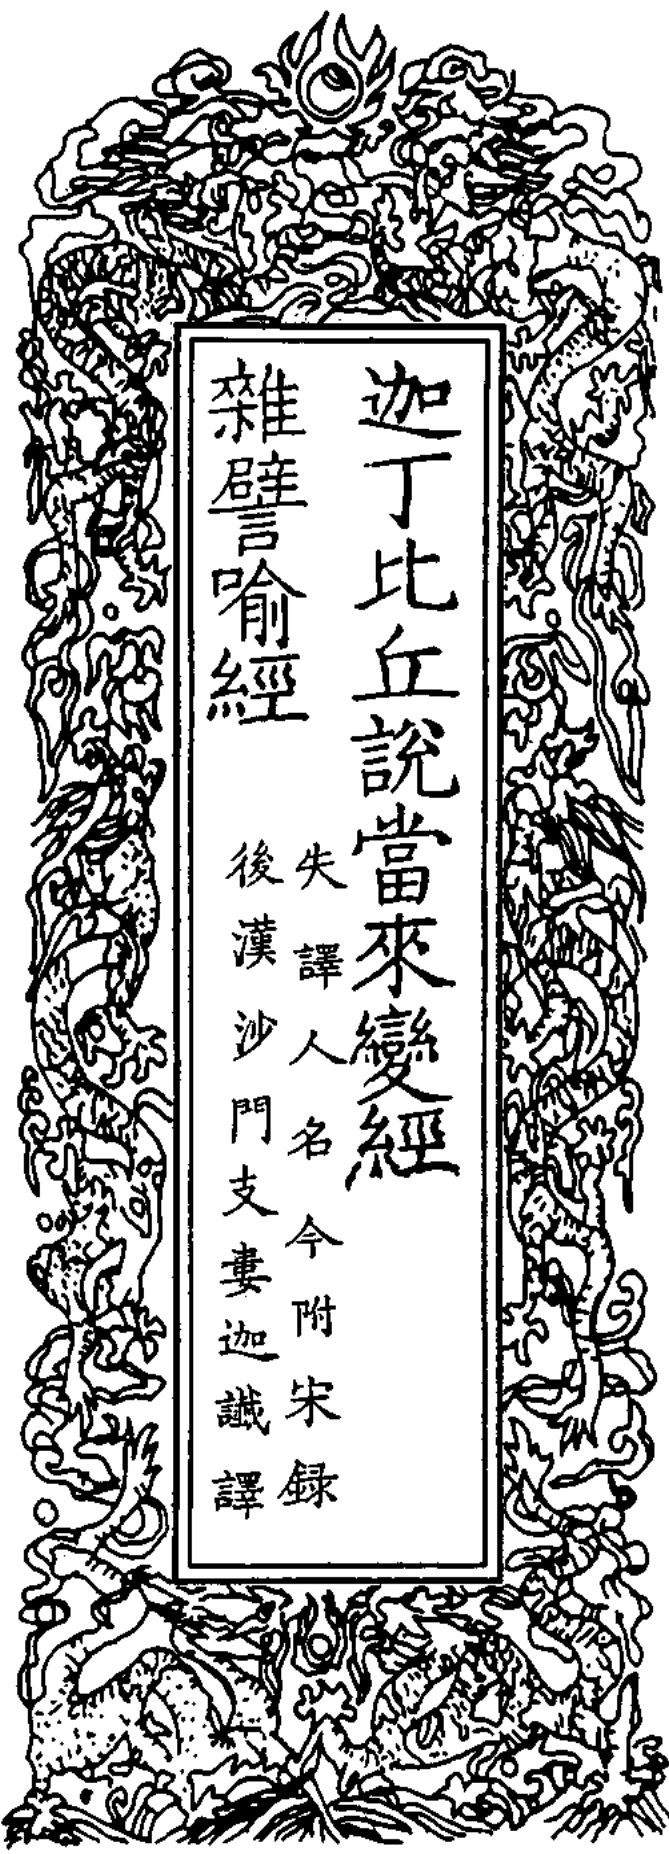 迦丁比丘說當來變經
失譯人名今附宋録
雜譬喻經
後漢沙門支婁迦讖譯